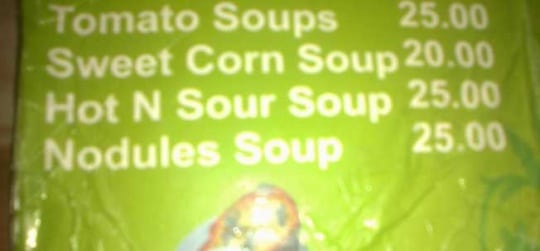 Tomato Soups 25.00
Sweet Corn Soup 20.00
Hot N Sour Soup 25.00
Nodules Soup 25.00